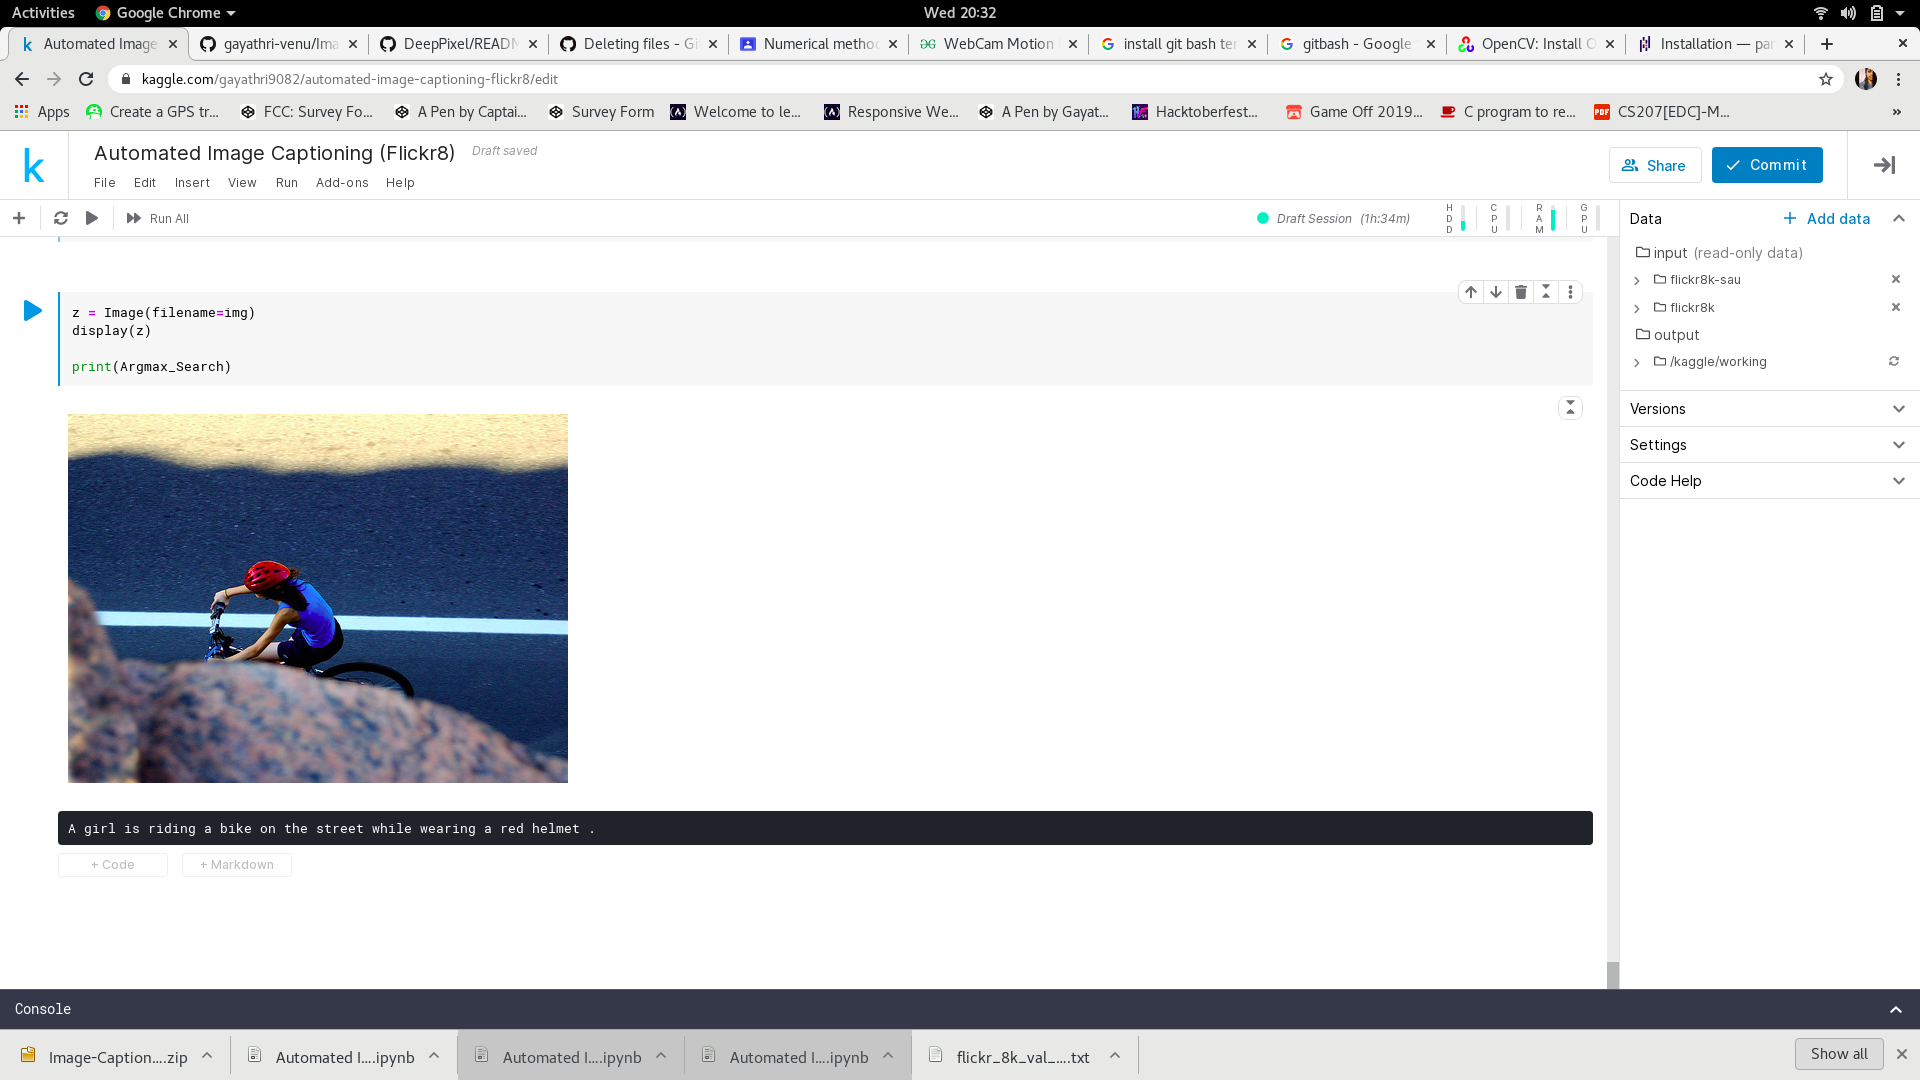 Activities Google Chrome Wed 20:32
Automated Image gayathri-venu/Ima DeepPixel/READM Deleting files - Gi Numerical method WebCam Motion install git bash ter gitbash - Google OpenCV: Install O Installation — pan
kaggle.com/gayathri9082/automated-image-captioning-flickr8/edit
Apps Create a GPS tr... FCC: Survey Fo... A Pen by Captai... Survey Form Welcome to le... Responsive We... A Pen by Gayat... Hacktoberfest... Game Off 2019... C program to re... CS207[EDC]-M... »
Automated Image Captioning (Flickr8) Draft saved
File Edit Insert View Run Add-ons Help
Share Commit
Run All Draft Session (1h:34m) HDD CPU RAM GPU
Data + Add data
input (read-only data)
flickr8k-sau
flickr8k
output
/kaggle/working
Versions
Settings
Code Help
z = Image(filename=img)
display(z)
print(Argmax_Search)
A girl is riding a bike on the street while wearing a red helmet .
+ Code + Markdown
Console
Image-Caption....zip Automated I....ipynb Automated I....ipynb Automated I....ipynb flickr_8k_val_....txt Show all